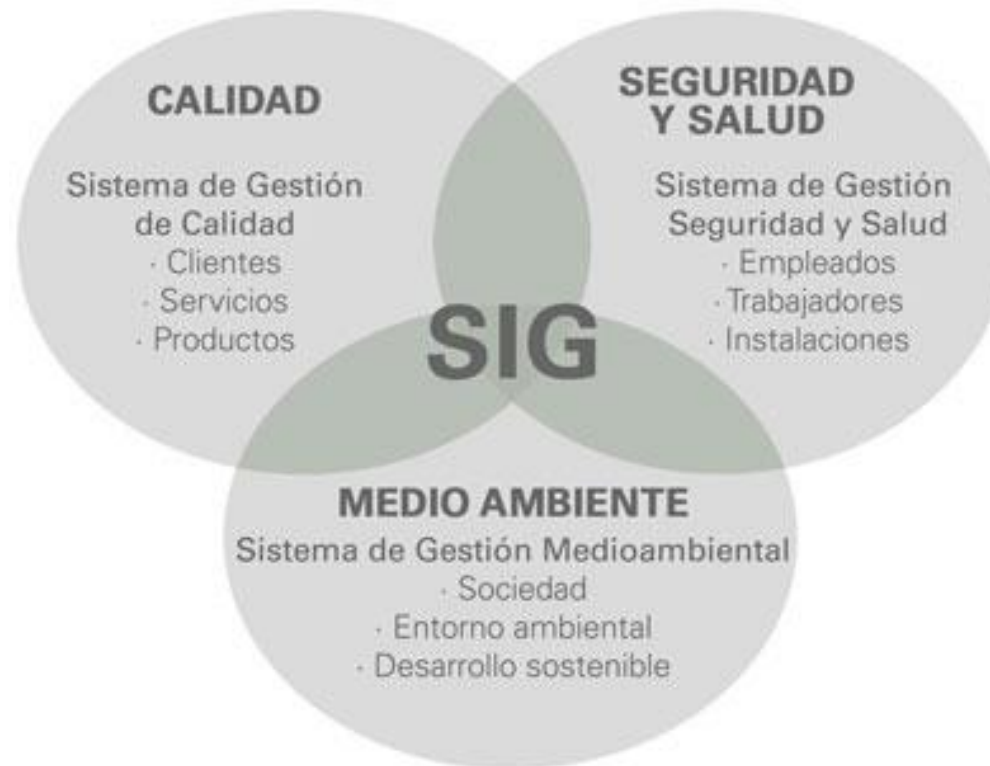 CALIDAD
Sistema de Gestión
de Calidad
· Clientes
· Servicios
· Productos
SEGURIDAD
Y SALUD
Sistema de Gestión
Seguridad y Salud
· Empleados
· Trabajadores
· Instalaciones
SIG
MEDIO AMBIENTE
Sistema de Gestión Medioambiental
· Sociedad
· Entorno ambiental
· Desarrollo sostenible